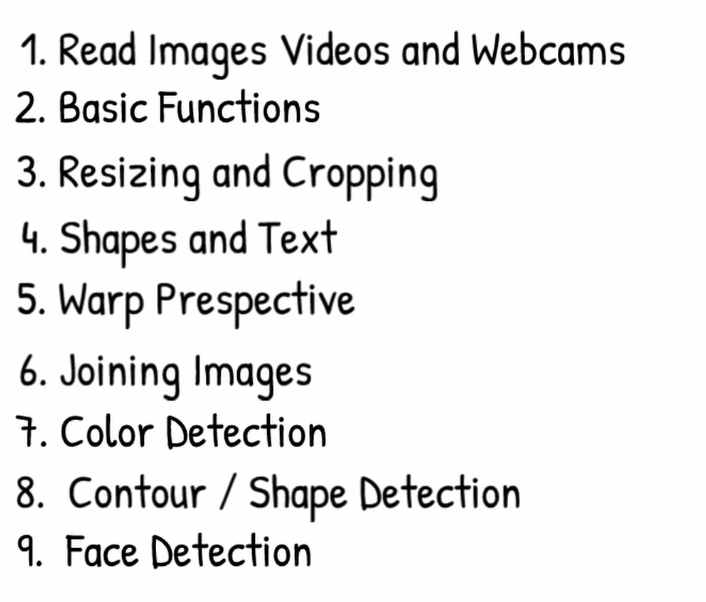 1. Read Images Videos and Webcams
2. Basic Functions
3. Resizing and Cropping
4. Shapes and Text
5. Warp Prespective
6. Joining Images
7. Color Detection
8. Contour / Shape Detection
9. Face Detection